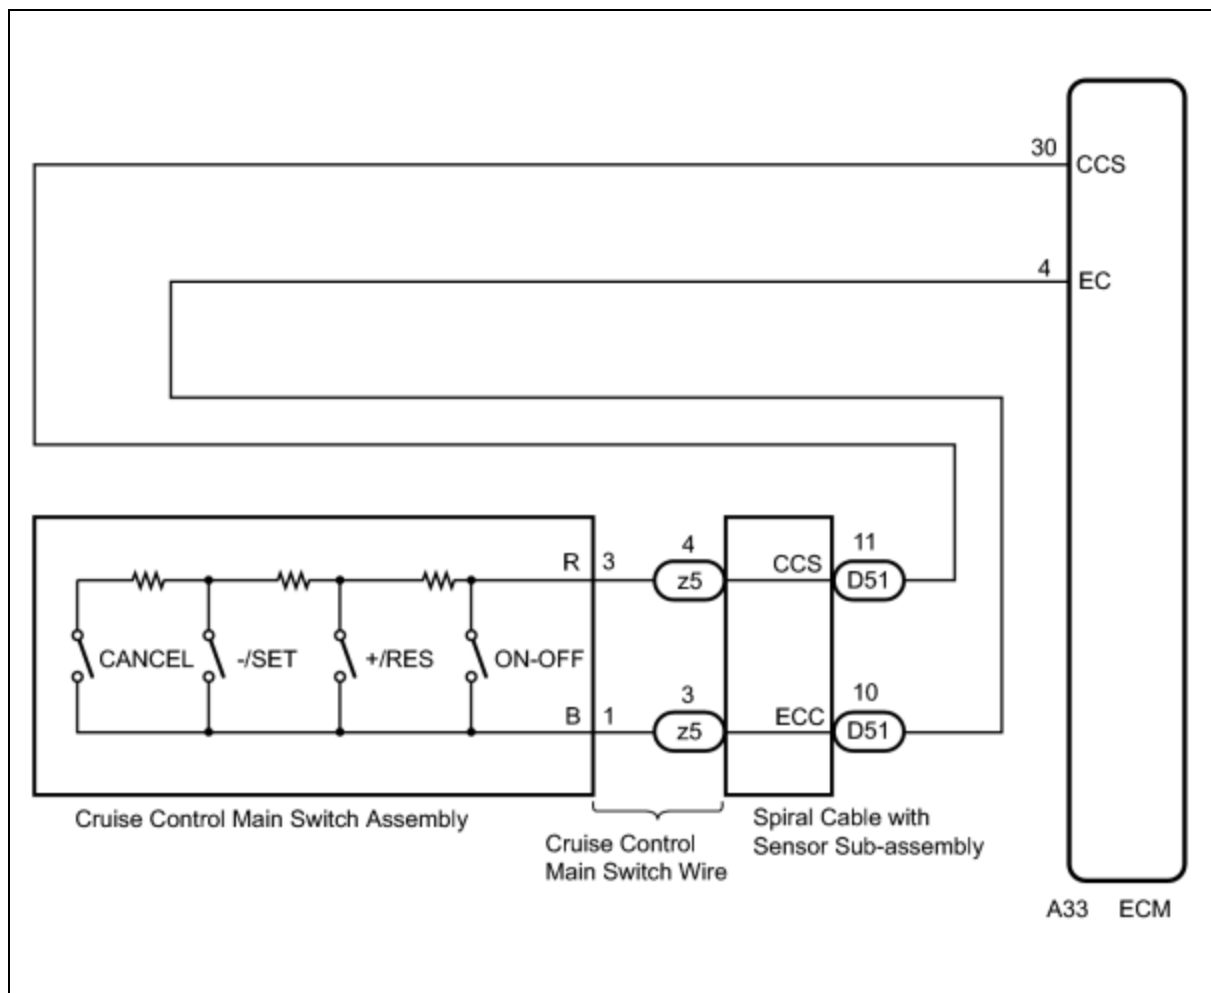 30
CCS
4
EC
4
11
R
3
CCS
z5
D51
CANCEL
-/SET
+/RES
ON-OFF
3
10
B
1
ECC
z5
D51
Cruise Control Main Switch Assembly
Cruise Control
Main Switch Wire
Spiral Cable with
Sensor Sub-assembly
A33
ECM